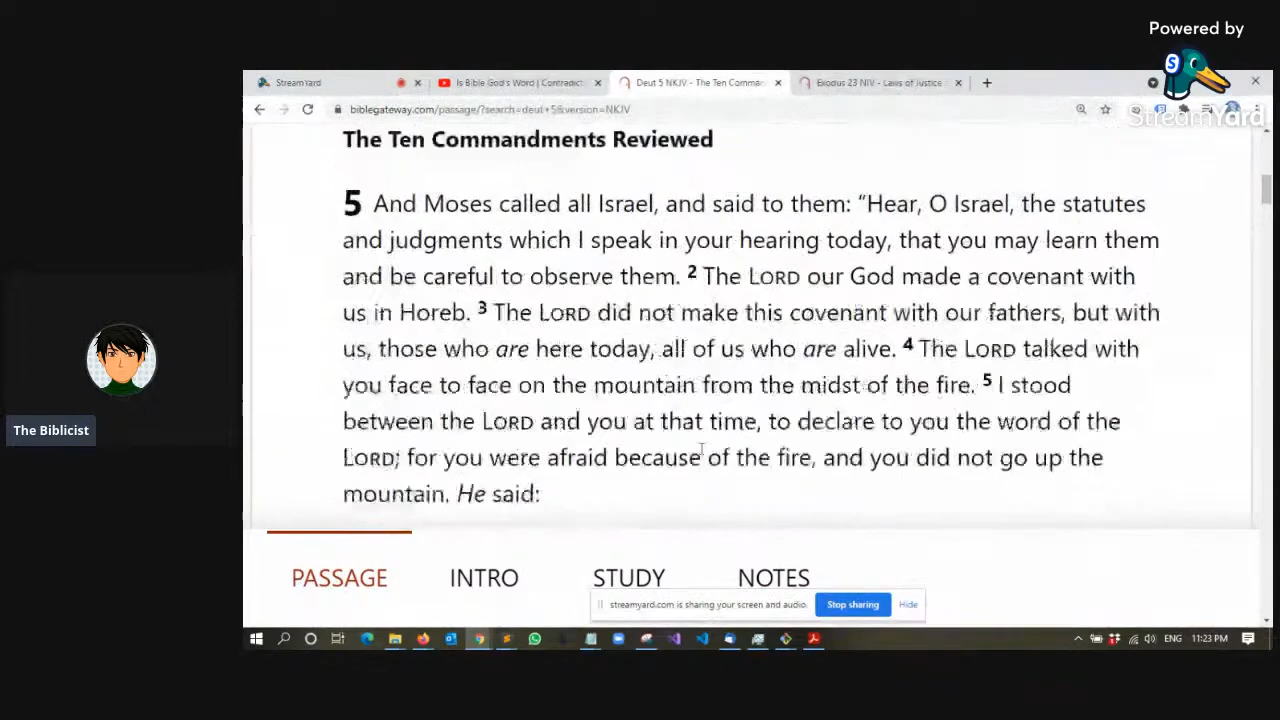 Powered by
StreamYard
StreamYard
Is Bible God's Word | Contradict
Deut 5 NKJV - The Ten Comma
Exodus 23 NIV - Laws of Justice
biblegateway.com/passage/?search=deut+5&version=NKJV
The Ten Commandments Reviewed
5 And Moses called all Israel, and said to them: “Hear, O Israel, the statutes
and judgments which I speak in your hearing today, that you may learn them
and be careful to observe them. 2 The LORD our God made a covenant with
us in Horeb. 3 The LORD did not make this covenant with our fathers, but with
us, those who are here today, all of us who are alive. 4 The LORD talked with
you face to face on the mountain from the midst of the fire. 5 I stood
between the LORD and you at that time, to declare to you the word of the
LORD; for you were afraid because of the fire, and you did not go up the
mountain. He said:
The Biblicist
PASSAGE INTRO STUDY NOTES
streamyard.com is sharing your screen and audio. Stop sharing Hide
ENG 11:23 PM